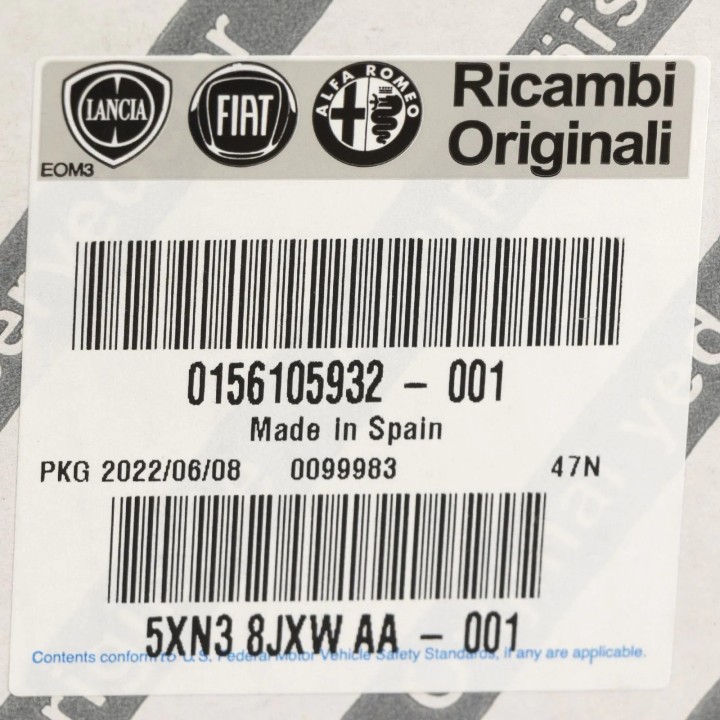 LANCIA
FIAT
ALFA ROMEO
Ricambi
Originali
EOM3
0156105932 - 001
Made in Spain
PKG 2022/06/08 0099983 47N
5XN3 8JXW AA - 001
Contents conform to U.S. Federal Motor Vehicle Safety Standards, if any are applicable.